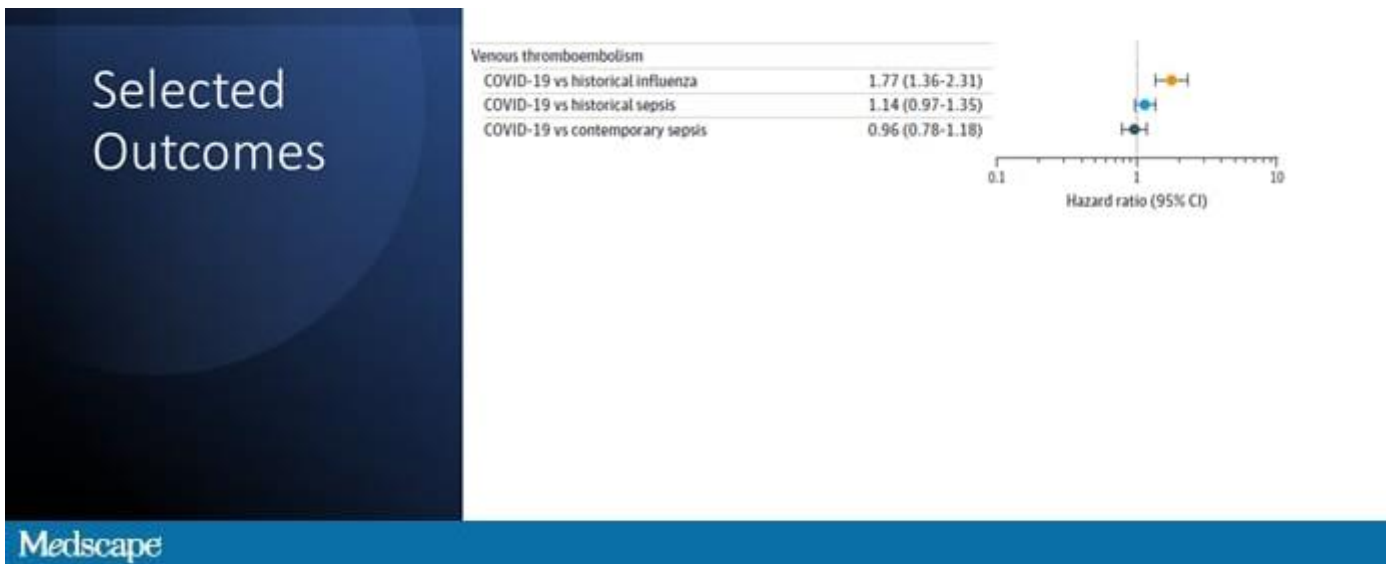 Selected
Outcomes
Venous thromboembolism
COVID-19 vs historical influenza 1.77 (1.36-2.31)
COVID-19 vs historical sepsis 1.14 (0.97-1.35)
COVID-19 vs contemporary sepsis 0.96 (0.78-1.18)
0.1 1 10
Hazard ratio (95% CI)
Medscape